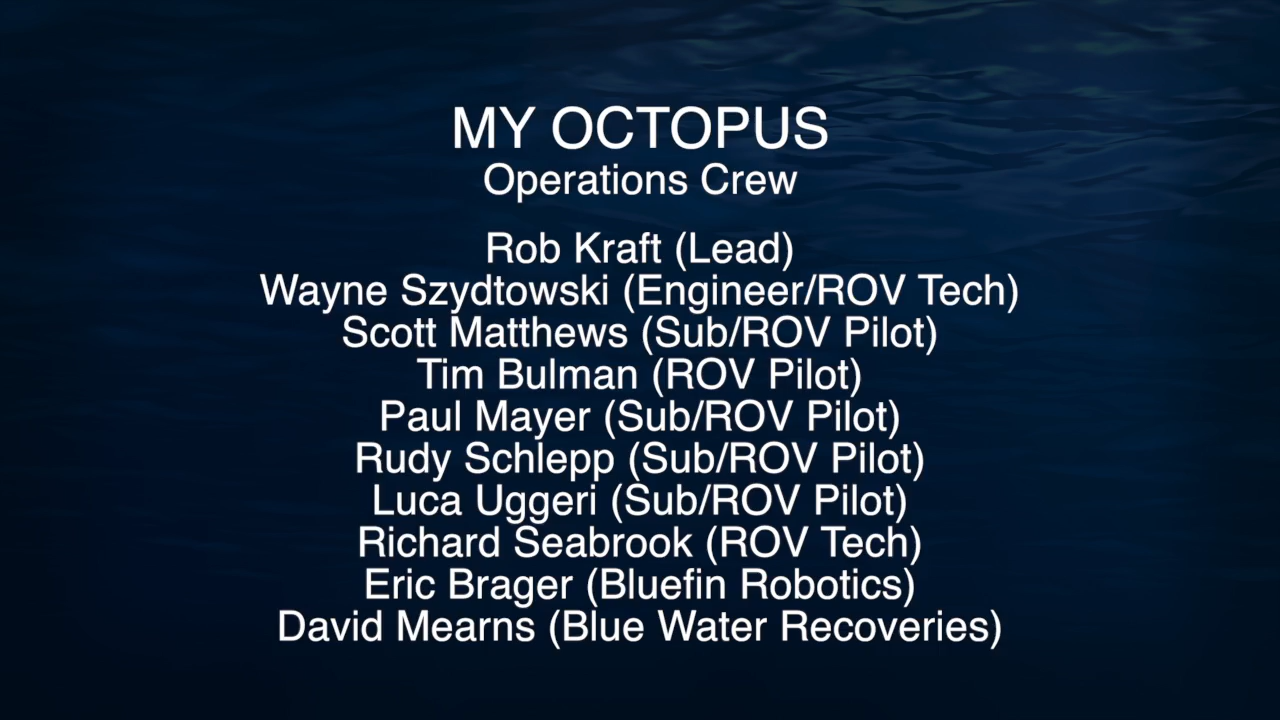 MY OCTOPUS
Operations Crew
Rob Kraft (Lead)
Wayne Szydtowski (Engineer/ROV Tech)
Scott Matthews (Sub/ROV Pilot)
Tim Bulman (ROV Pilot)
Paul Mayer (Sub/ROV Pilot)
Rudy Schlepp (Sub/ROV Pilot)
Luca Uggeri (Sub/ROV Pilot)
Richard Seabrook (ROV Tech)
Eric Brager (Bluefin Robotics)
David Mearns (Blue Water Recoveries)